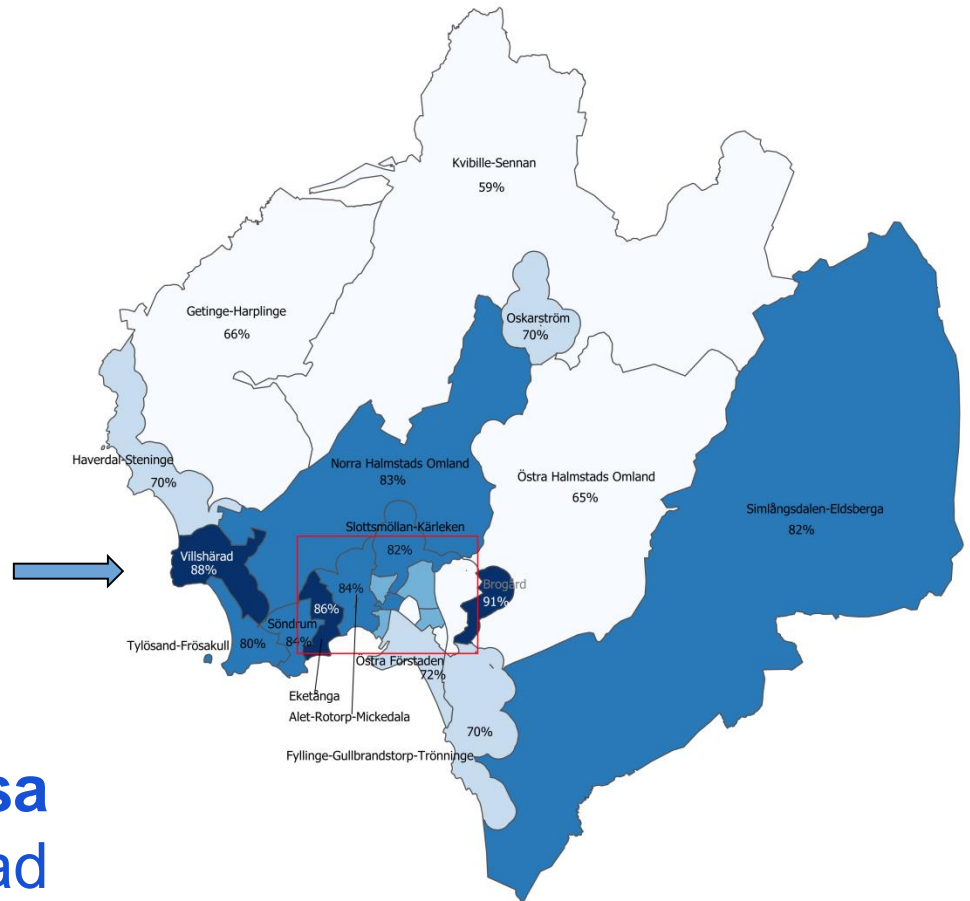 Kvibille-Sennan
59%
Getinge-Harplinge
66%
Oskarström
70%
Haverdal-Steninge
70%
Norra Halmstads Omland
83%
Östra Halmstads Omland
65%
Simlångsdalen-Eldsberga
82%
Slottsmöllan-Kärleken
82%
Villshärad
88%
84%
Brogård
91%
86%
Söndrum
84%
Tylösand-Frösakull
80%
Östra Förstaden
72%
Eketånga
Alet-Rotorp-Mickedala
70%
Fyllinge-Gullbrandstorp-Trönninge
sa
ad